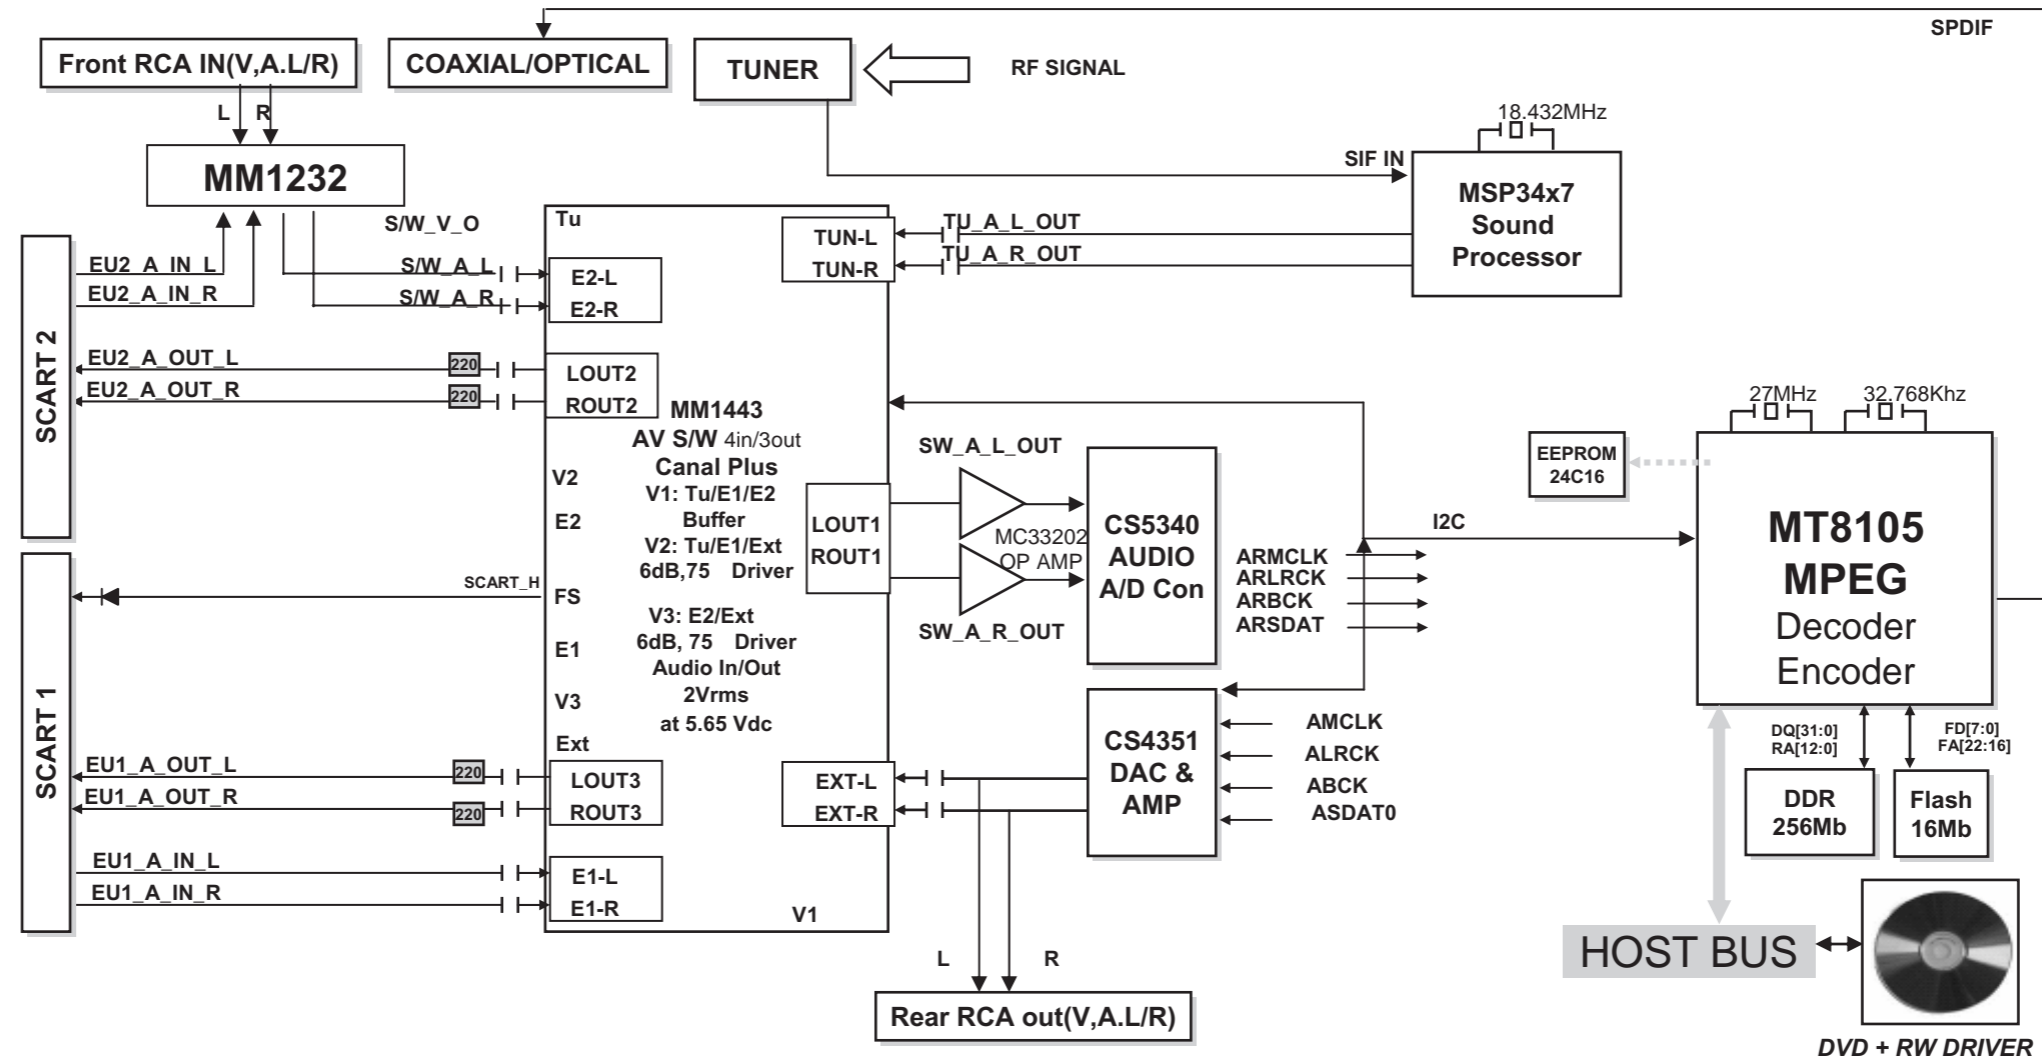 SPDIF
Front RCA IN(V,A.L/R)
COAXIAL/OPTICAL
TUNER
RF SIGNAL
L R
18.432MHz
MM1232
SIF IN
MSP34x7
Sound
Processor
S/W_V_O
Tu
TUN-L
TUN-R
TU_A_L_OUT
TU_A_R_OUT
SCART 2
EU2_A_IN_L
EU2_A_IN_R
S/W_A_L
S/W_A_R
E2-L
E2-R
EU2_A_OUT_L
EU2_A_OUT_R
220
220
LOUT2
ROUT2
MM1443
AV S/W 4in/3out
Canal Plus
V1: Tu/E1/E2
Buffer
V2: Tu/E1/Ext
6dB,75 Driver
V3: E2/Ext
6dB, 75 Driver
Audio In/Out
2Vrms
at 5.65 Vdc
V2
E2
FS
E1
V3
Ext
SCART_H
LOUT1
ROUT1
SW_A_L_OUT
MC33202
OP AMP
SW_A_R_OUT
CS5340
AUDIO
A/D Con
I2C
ARMCLK
ARLRCK
ARBCK
ARSDAT
27MHz
32.768Khz
EEPROM
24C16
MT8105
MPEG
Decoder
Encoder
SCART 1
EU1_A_OUT_L
EU1_A_OUT_R
220
220
LOUT3
ROUT3
EU1_A_IN_L
EU1_A_IN_R
E1-L
E1-R
V1
EXT-L
EXT-R
CS4351
DAC &
AMP
AMCLK
ALRCK
ABCK
ASDAT0
DQ[31:0]
RA[12:0]
FD[7:0]
FA[22:16]
DDR
256Mb
Flash
16Mb
L R
Rear RCA out(V,A.L/R)
HOST BUS
DVD + RW DRIVER